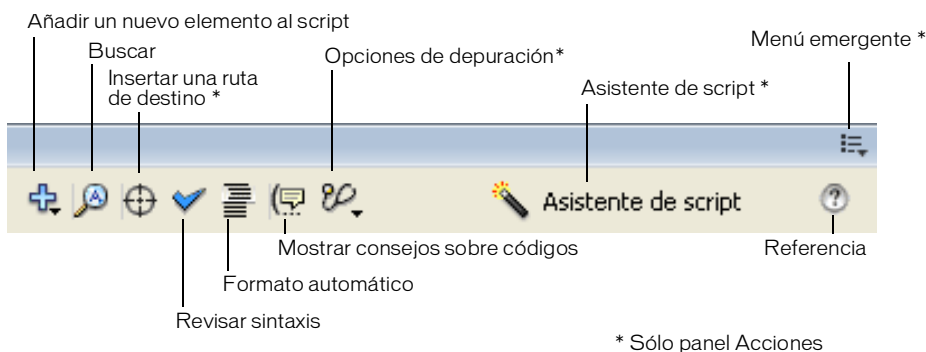 Añadir un nuevo elemento al script
Buscar
Insertar una ruta
de destino *
Opciones de depuración*
Asistente de script *
Menú emergente *
Asistente de script
Mostrar consejos sobre códigos
Referencia
Formato automático
Revisar sintaxis
* Sólo panel Acciones